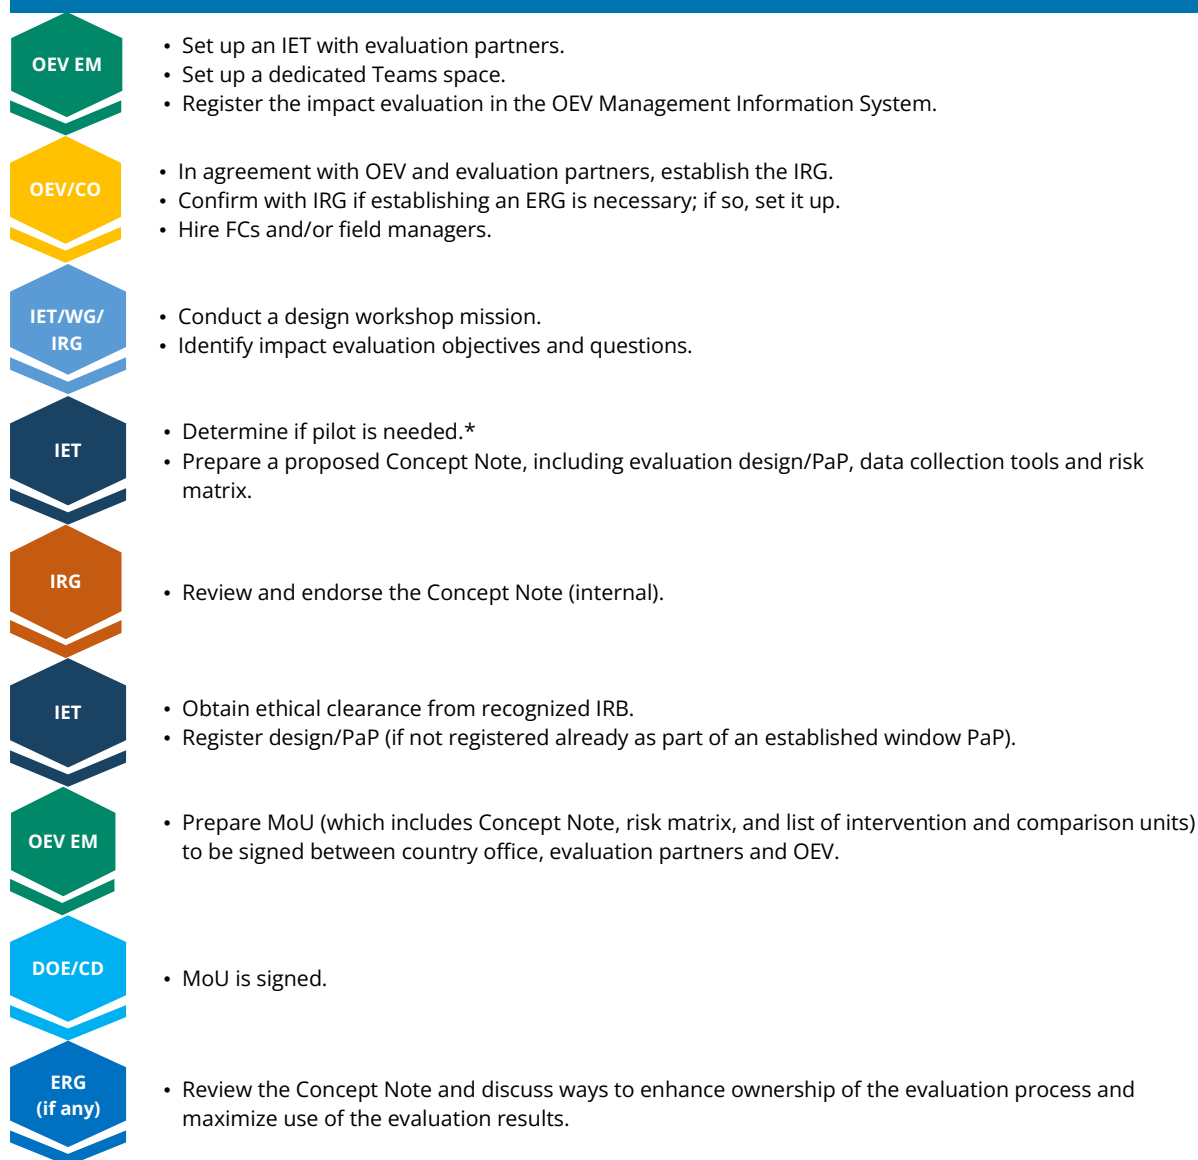 OEV EM
• Set up an IET with evaluation partners.
• Set up a dedicated Teams space.
• Register the impact evaluation in the OEV Management Information System.
OEV/CO
• In agreement with OEV and evaluation partners, establish the IRG.
• Confirm with IRG if establishing an ERG is necessary; if so, set it up.
• Hire FCs and/or field managers.
IET/WG/
IRG
• Conduct a design workshop mission.
• Identify impact evaluation objectives and questions.
IET
• Determine if pilot is needed.*
• Prepare a proposed Concept Note, including evaluation design/PaP, data collection tools and risk
matrix.
IRG
• Review and endorse the Concept Note (internal).
IET
• Obtain ethical clearance from recognized IRB.
• Register design/PaP (if not registered already as part of an established window PaP).
OEV EM
• Prepare MoU (which includes Concept Note, risk matrix, and list of intervention and comparison units)
to be signed between country office, evaluation partners and OEV.
DOE/CD
• MoU is signed.
ERG
(if any)
• Review the Concept Note and discuss ways to enhance ownership of the evaluation process and
maximize use of the evaluation results.